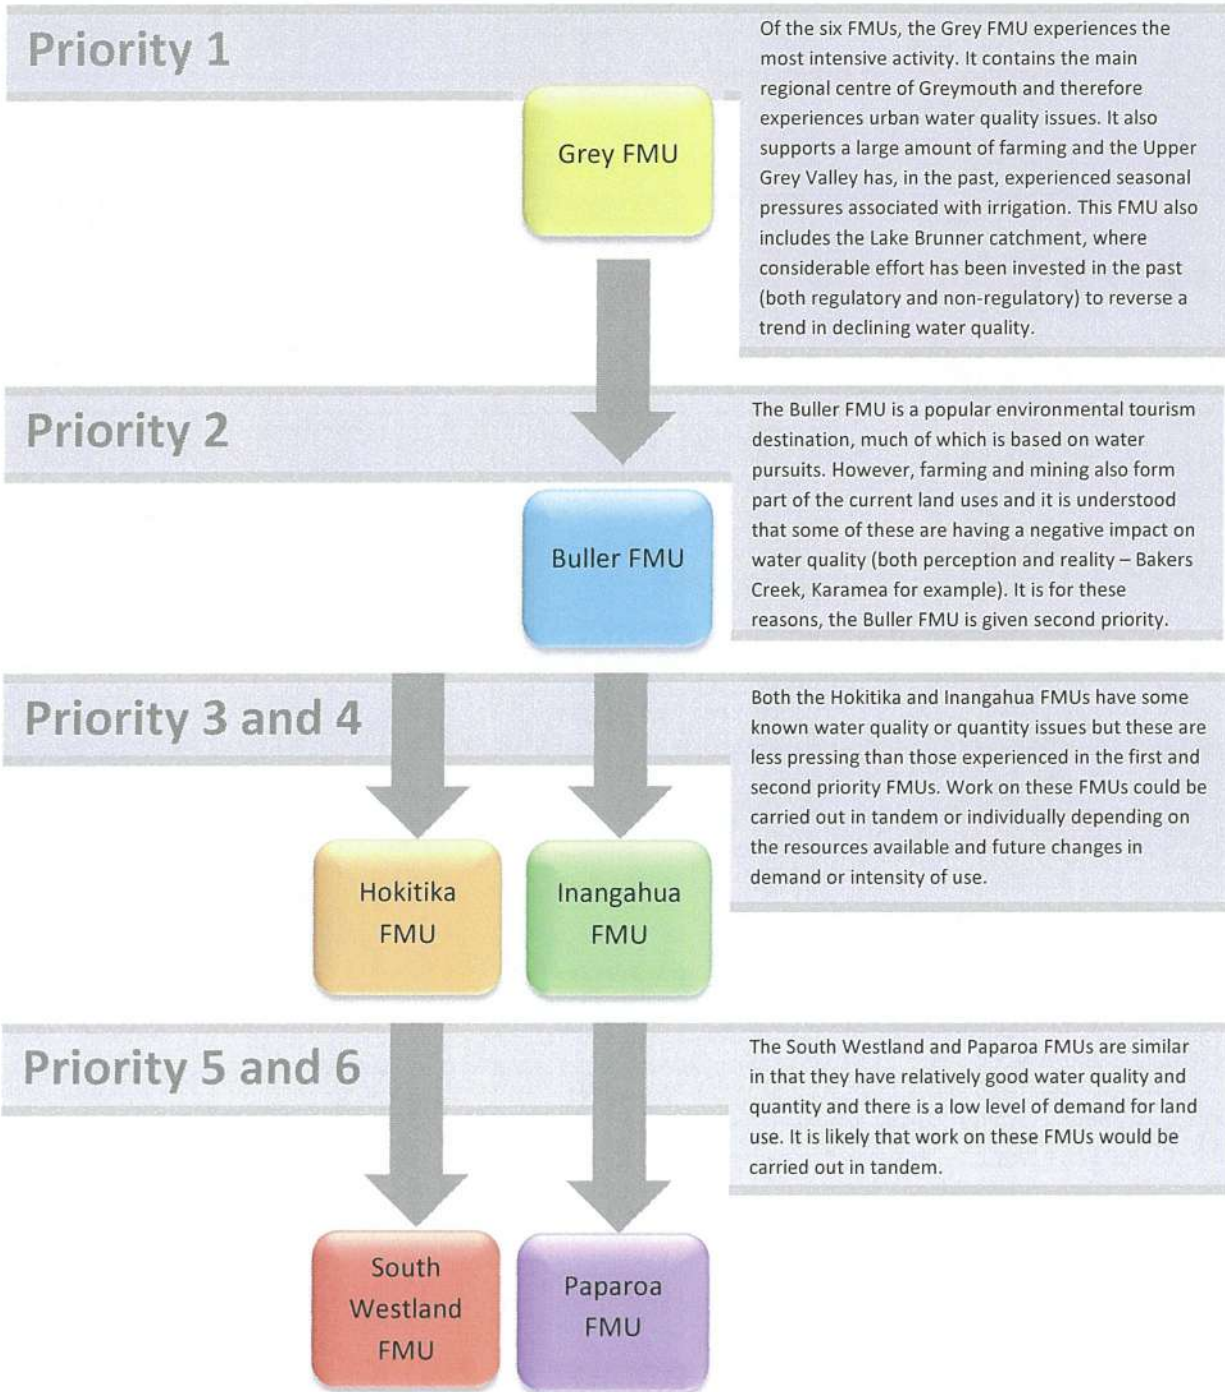 Priority 1
Grey FMU
Of the six FMUs, the Grey FMU experiences the
most intensive activity. It contains the main
regional centre of Greymouth and therefore
experiences urban water quality issues. It also
supports a large amount of farming and the Upper
Grey Valley has, in the past, experienced seasonal
pressures associated with irrigation. This FMU also
includes the Lake Brunner catchment, where
considerable effort has been invested in the past
(both regulatory and non-regulatory) to reverse a
trend in declining water quality.
Priority 2
Buller FMU
The Buller FMU is a popular environmental tourism
destination, much of which is based on water
pursuits. However, farming and mining also form
part of the current land uses and it is understood
that some of these are having a negative impact on
water quality (both perception and reality – Bakers
Creek, Karamea for example). It is for these
reasons, the Buller FMU is given second priority.
Priority 3 and 4
Hokitika
FMU
Inangahua
FMU
Both the Hokitika and Inangahua FMUs have some
known water quality or quantity issues but these are
less pressing than those experienced in the first and
second priority FMUs. Work on these FMUs could be
carried out in tandem or individually depending on
the resources available and future changes in
demand or intensity of use.
Priority 5 and 6
South
Westland
FMU
Paparoa
FMU
The South Westland and Paparoa FMUs are similar
in that they have relatively good water quality and
quantity and there is a low level of demand for land
use. It is likely that work on these FMUs would be
carried out in tandem.